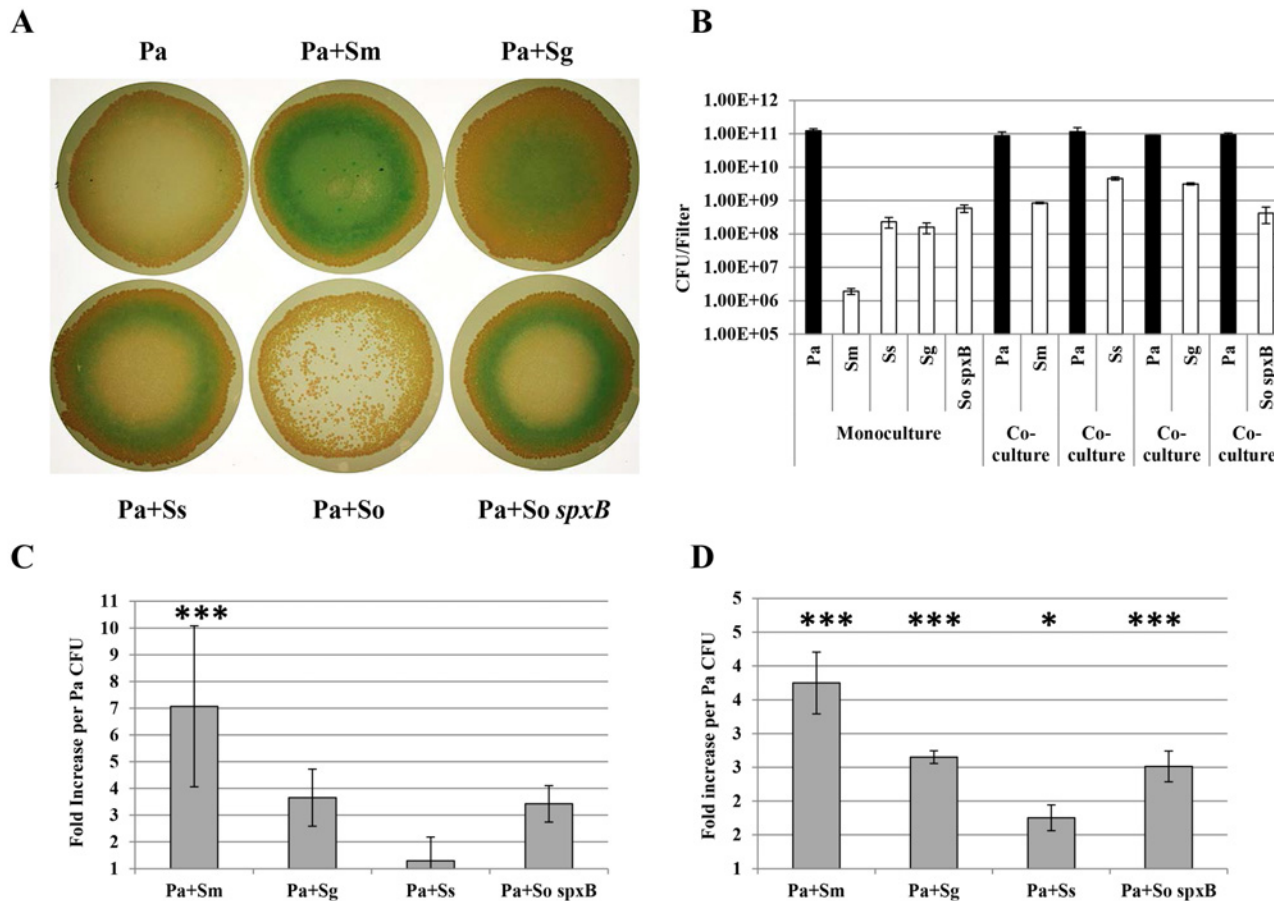 A
Pa
Pa+Sm
Pa+Sg
Pa+Ss
Pa+So
Pa+So spxB
B
CFU/Filter
1.00E+12
1.00E+11
1.00E+10
1.00E+09
1.00E+08
1.00E+07
1.00E+06
1.00E+05
Pa
Sm
Ss
Sg
So spxB
Pa
Sm
Pa
Ss
Pa
Sg
Pa
So spxB
Monoculture
Co-
culture
Co-
culture
Co-
culture
Co-
culture
C
Fold Increase per Pa CFU
11
10
9
8
7
6
5
4
3
2
1
***
Pa+Sm
Pa+Sg
Pa+Ss
Pa+So spxB
D
Fold increase per Pa CFU
5
5
4
4
3
3
2
2
1
***
***
*
***
Pa+Sm
Pa+Sg
Pa+Ss
Pa+So spxB